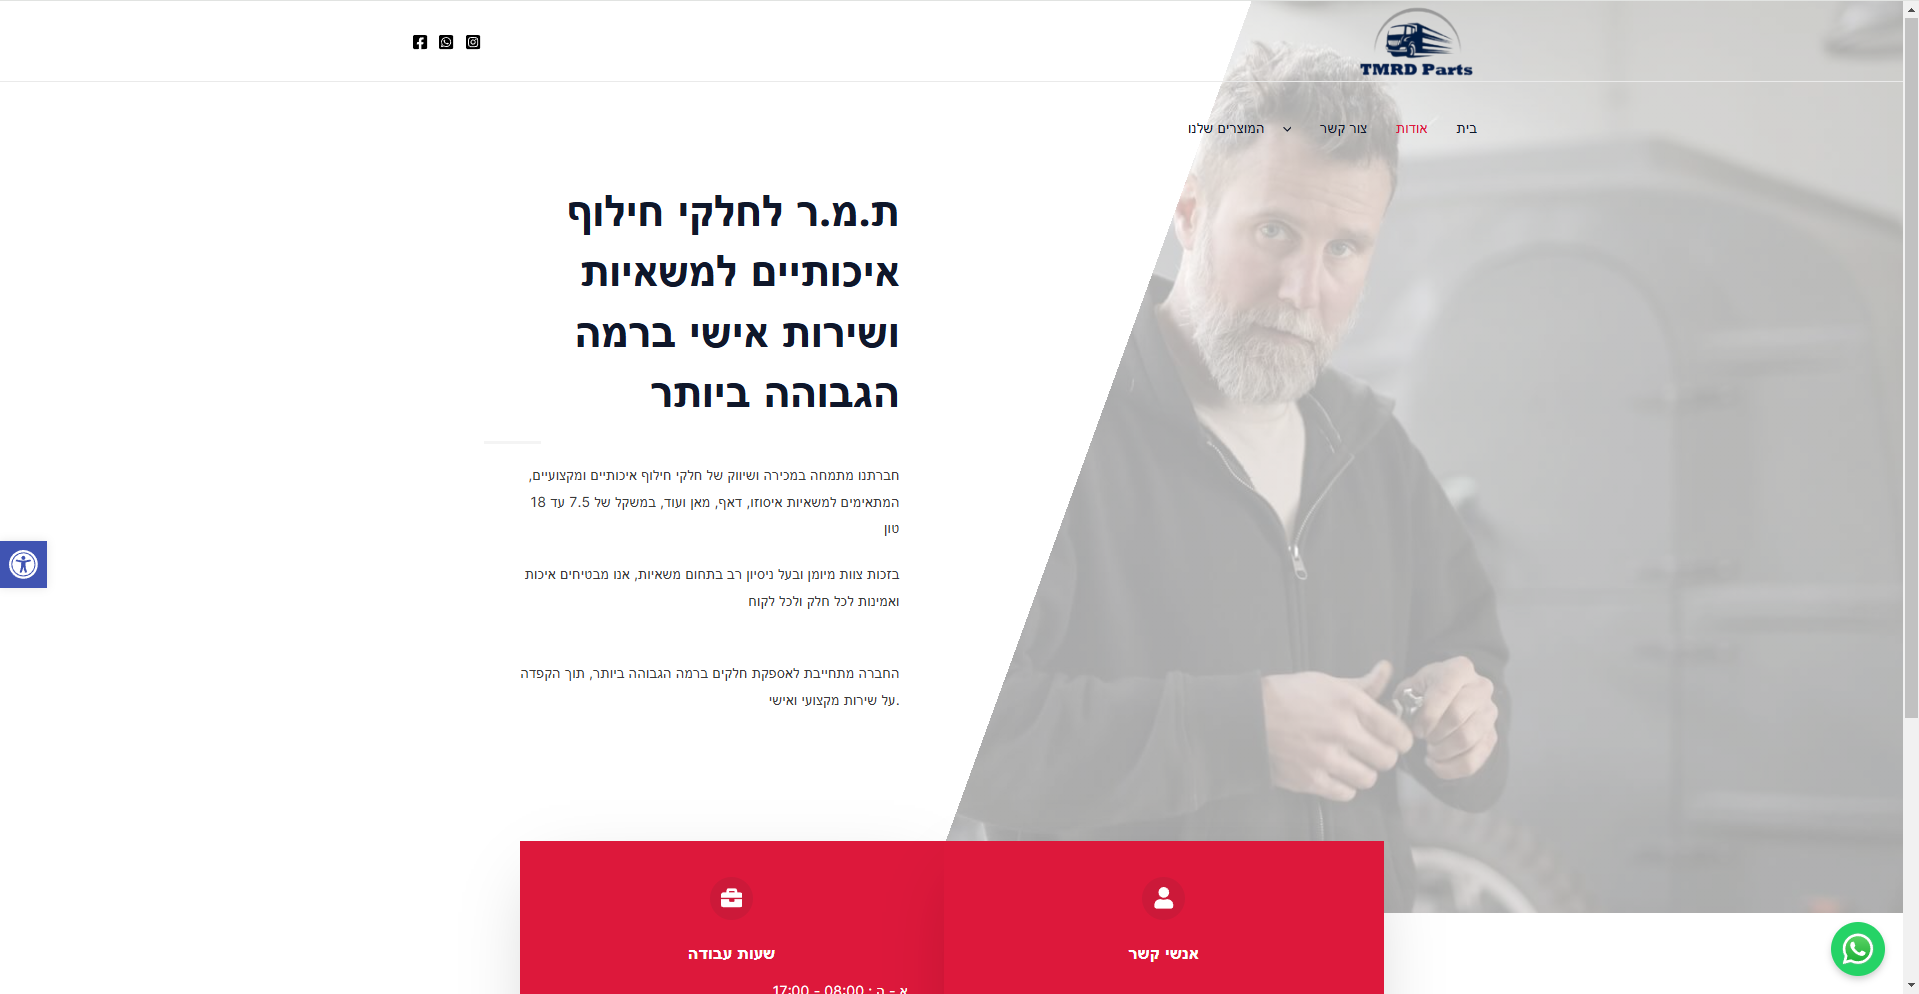 TMRD Parts
בית
אודות
צור קשר
המוצרים שלנו
ת.מ.ר לחלקי חילוף
איכותיים למשאיות
ושירות אישי ברמה
הגבוהה ביותר
חברתנו מתמחה במכירה ושיווק של חלקי חילוף איכותיים ומקצועיים,
המתאימים למשאיות איסוזו, דאף, מאן ועוד, במשקל של 7.5 עד 18
טון
בזכות צוות מיומן ובעל ניסיון רב בתחום משאיות, אנו מבטיחים איכות
ואמינות לכל חלק ולכל לקוח
החברה מתחייבת לאספקת חלקים ברמה הגבוהה ביותר, תוך הקפדה
.על שירות מקצועי ואישי
אנשי קשר
שעות עבודה
א - ה : 08:00 - 17:00